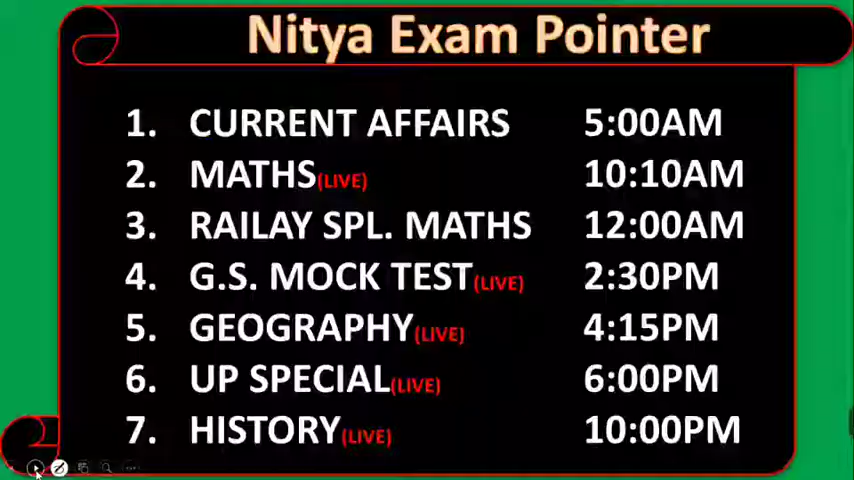 Nitya Exam Pointer
1. CURRENT AFFAIRS 5:00AM
2. MATHS(LIVE) 10:10AM
3. RAILAY SPL. MATHS 12:00AM
4. G.S. MOCK TEST(LIVE) 2:30PM
5. GEOGRAPHY(LIVE) 4:15PM
6. UP SPECIAL(LIVE) 6:00PM
7. HISTORY(LIVE) 10:00PM